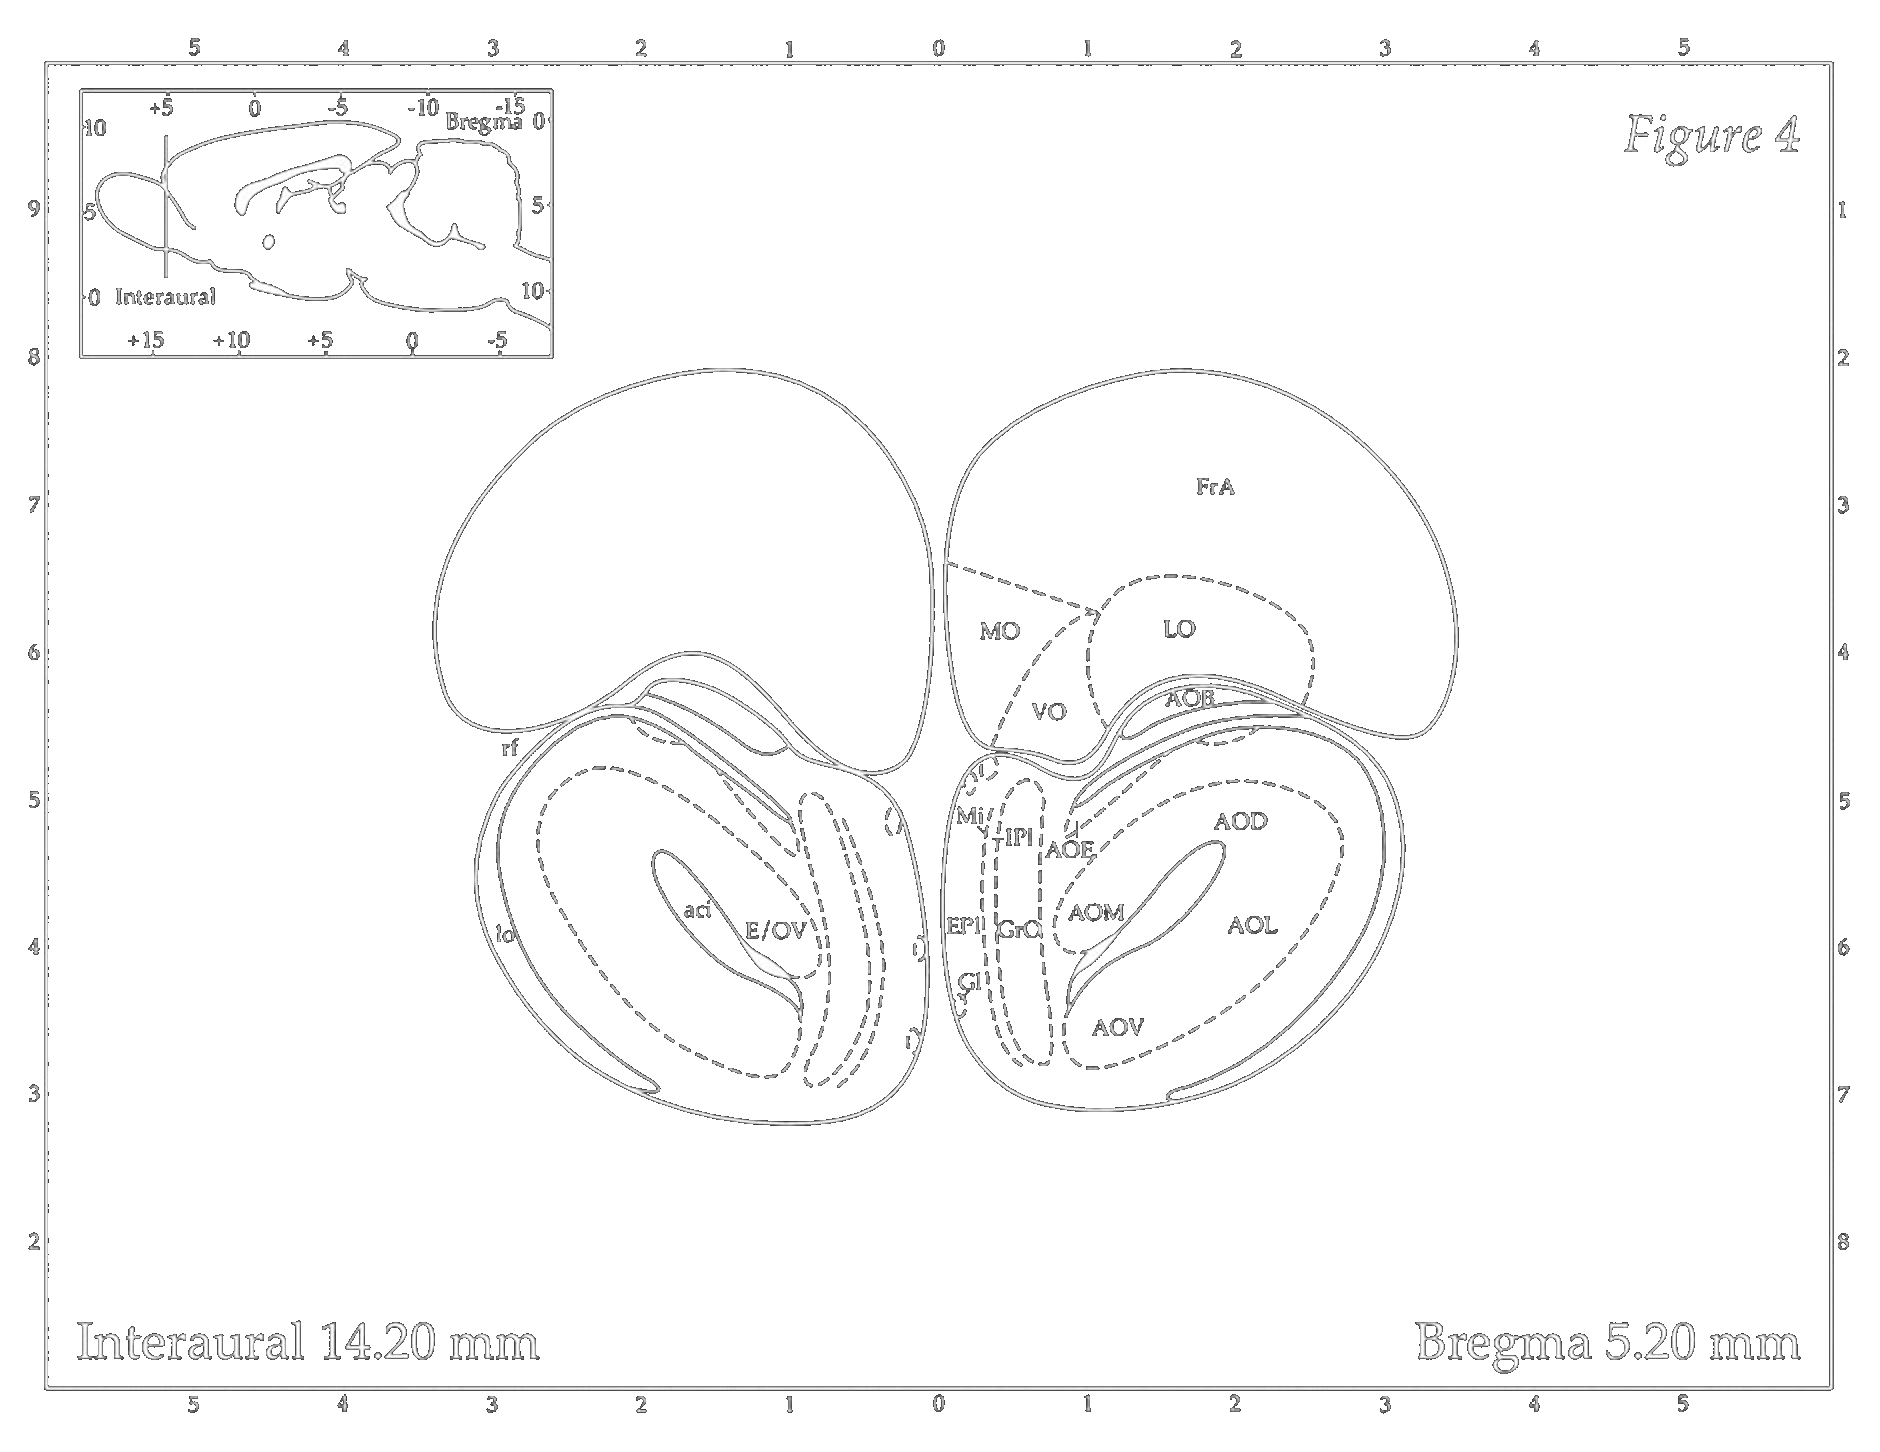 5 4 3 2 1 0 1 2 3 4 5
Figure 4
+5 0 -5 -10 -15
Bregma 0
10
5
5
0 Interaural
10
+15 +10 +5 0 -5
9 1
8 2
7 3
6 4
5 5
4 6
3 7
2 8
FrA
MO
LO
AOB
VO
rf
Mi
IPl
AOD
AOE
aci
E/OV
lo
AOM
EPl
GrO
AOL
Gl
AOV
Interaural 14.20 mm
Bregma 5.20 mm
5 4 3 2 1 0 1 2 3 4 5